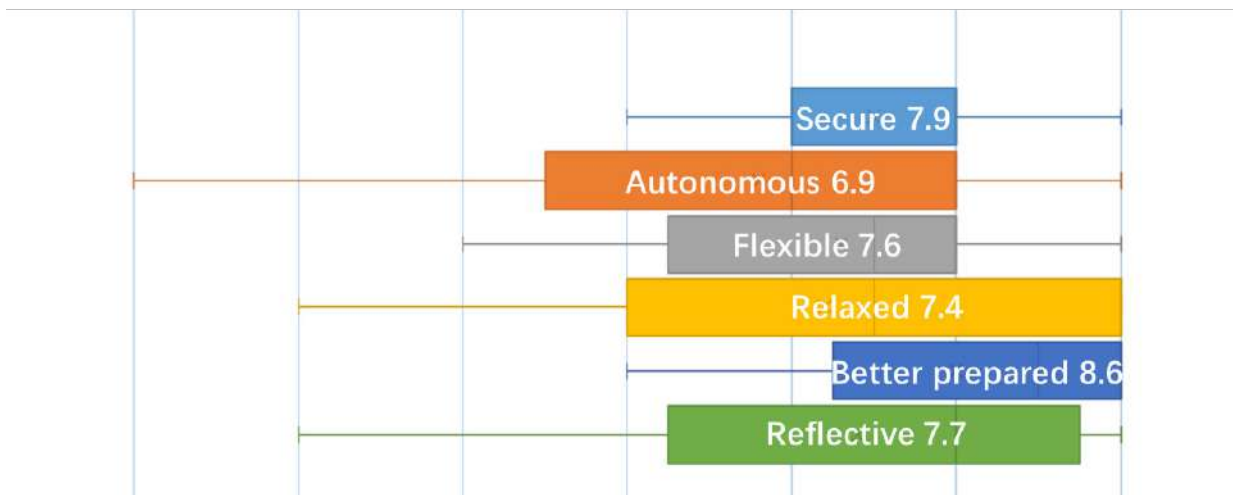 Secure 7.9
Autonomous 6.9
Flexible 7.6
Relaxed 7.4
Better prepared 8.6
Reflective 7.7